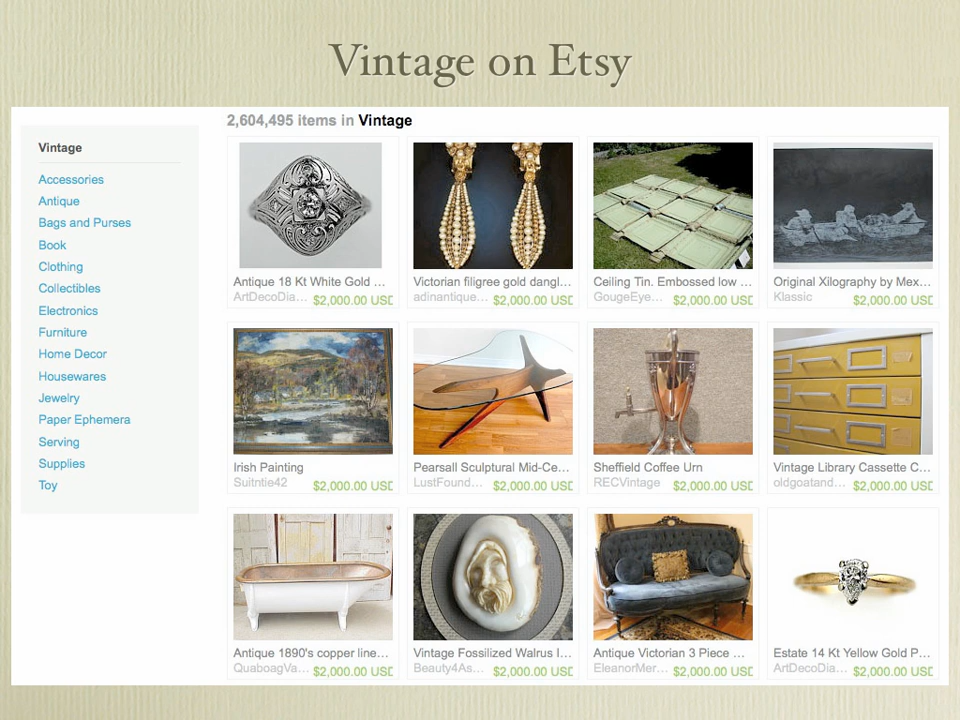 Vintage on Etsy
2,604,495 items in Vintage
Vintage
Accessories
Antique
Bags and Purses
Book
Clothing
Collectibles
Electronics
Furniture
Home Decor
Housewares
Jewelry
Paper Ephemera
Serving
Supplies
Toy
Antique 18 Kt White Gold ...
ArtDecoDia... $2,000.00 USD
Victorian filigree gold dangl...
adinantique... $2,000.00 USD
Ceiling Tin. Embossed low ...
GougeEye... $2,000.00 USD
Original Xilography by Mex...
Klassic $2,000.00 USD
Irish Painting
Suitntie42 $2,000.00 USD
Pearsall Sculptural Mid-Ce...
LustFound... $2,000.00 USD
Sheffield Coffee Urn
RECVintage $2,000.00 USD
Vintage Library Cassette C...
oldgoatand... $2,000.00 USD
Antique 1890's copper line...
QuaboagVa... $2,000.00 USD
Vintage Fossilized Walrus I...
Beauty4As... $2,000.00 USD
Antique Victorian 3 Piece ...
EleanorMer... $2,000.00 USD
Estate 14 Kt Yellow Gold P...
ArtDecoDia... $2,000.00 USD